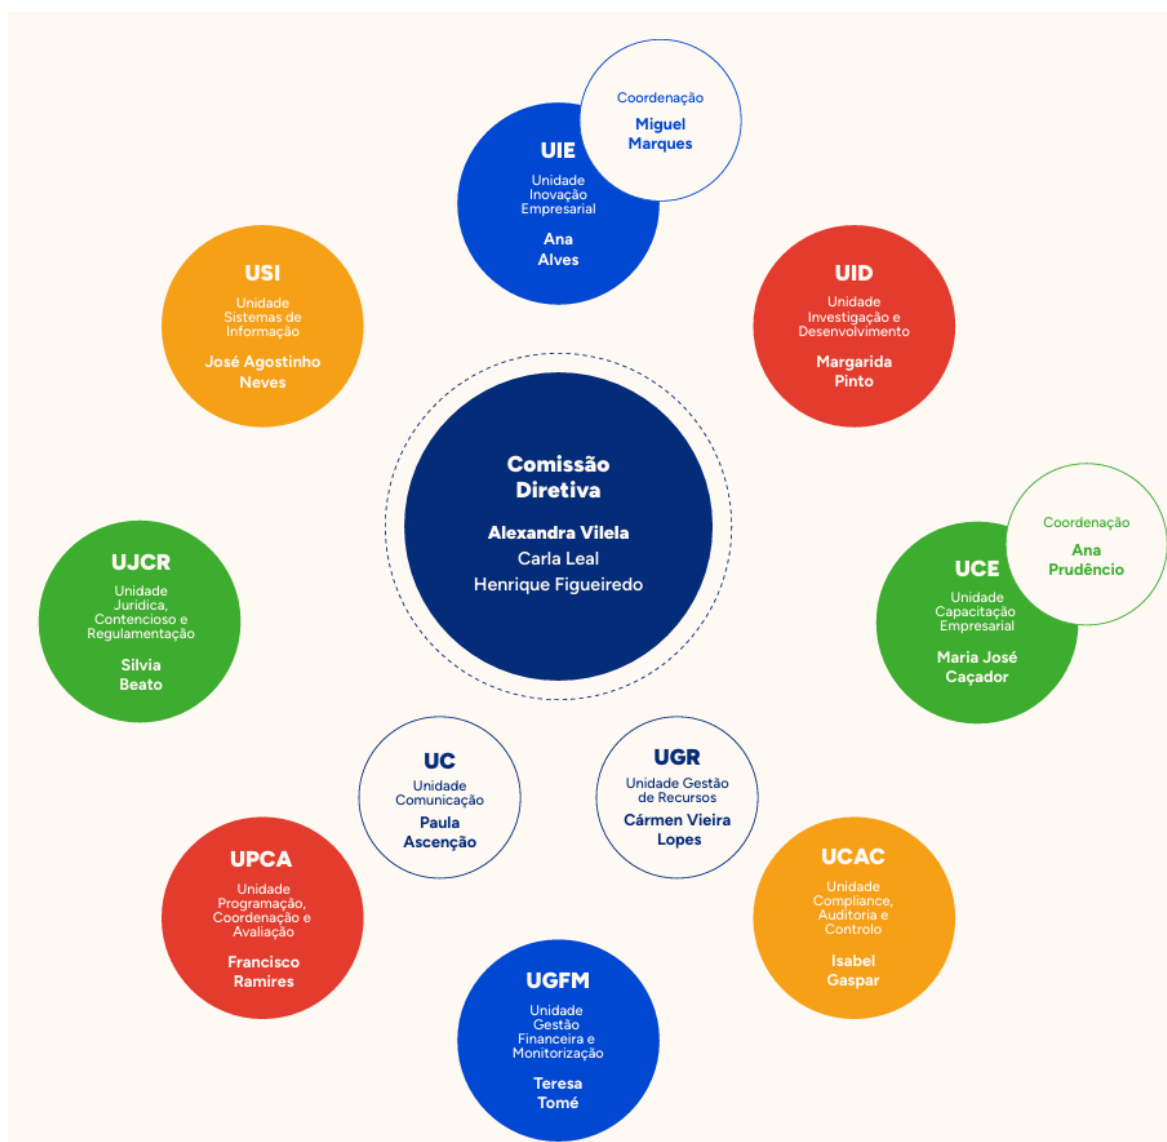 Coordenação
Miguel
Marques
UIE
Unidade
Inovação
Empresarial
Ana
Alves
USI
Unidade
Sistemas de
Informação
José Agostinho
Neves
UID
Unidade
Investigação e
Desenvolvimento
Margarida
Pinto
Comissão
Diretiva
Alexandra Vilela
Carla Leal
Henrique Figueiredo
Coordenação
Ana
Prudêncio
UJCR
Unidade
Juridica,
Contencioso e
Regulamentação
Silvia
Beato
UCE
Unidade
Capacitação
Empresarial
Maria José
Caçador
UC
Unidade
Comunicação
Paula
Ascenção
UGR
Unidade Gestão
de Recursos
Cármen Vieira
Lopes
UPCA
Unidade
Programação,
Coordenação e
Avaliação
Francisco
Ramires
UCAC
Unidade
Compliance,
Auditoria e
Controlo
Isabel
Gaspar
UGFM
Unidade
Gestão
Financeira e
Monitorização
Teresa
Tomé